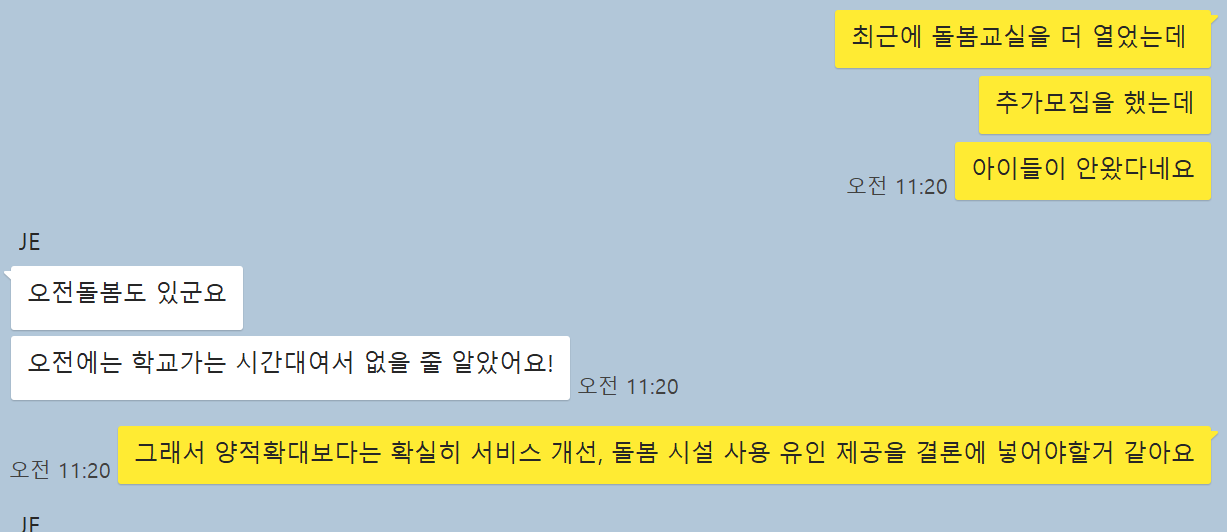 최근에 돌봄교실을 더 열었는데
추가모집을 했는데
아이들이 안왔다네요
오전 11:20
JE
오전돌봄도 있군요
오전에는 학교가는 시간대여서 없을 줄 알았어요!
오전 11:20
그래서 양적확대보다는 확실히 서비스 개선, 돌봄 시설 사용 유인 제공을 결론에 넣어야할거 같아요
오전 11:20
JE